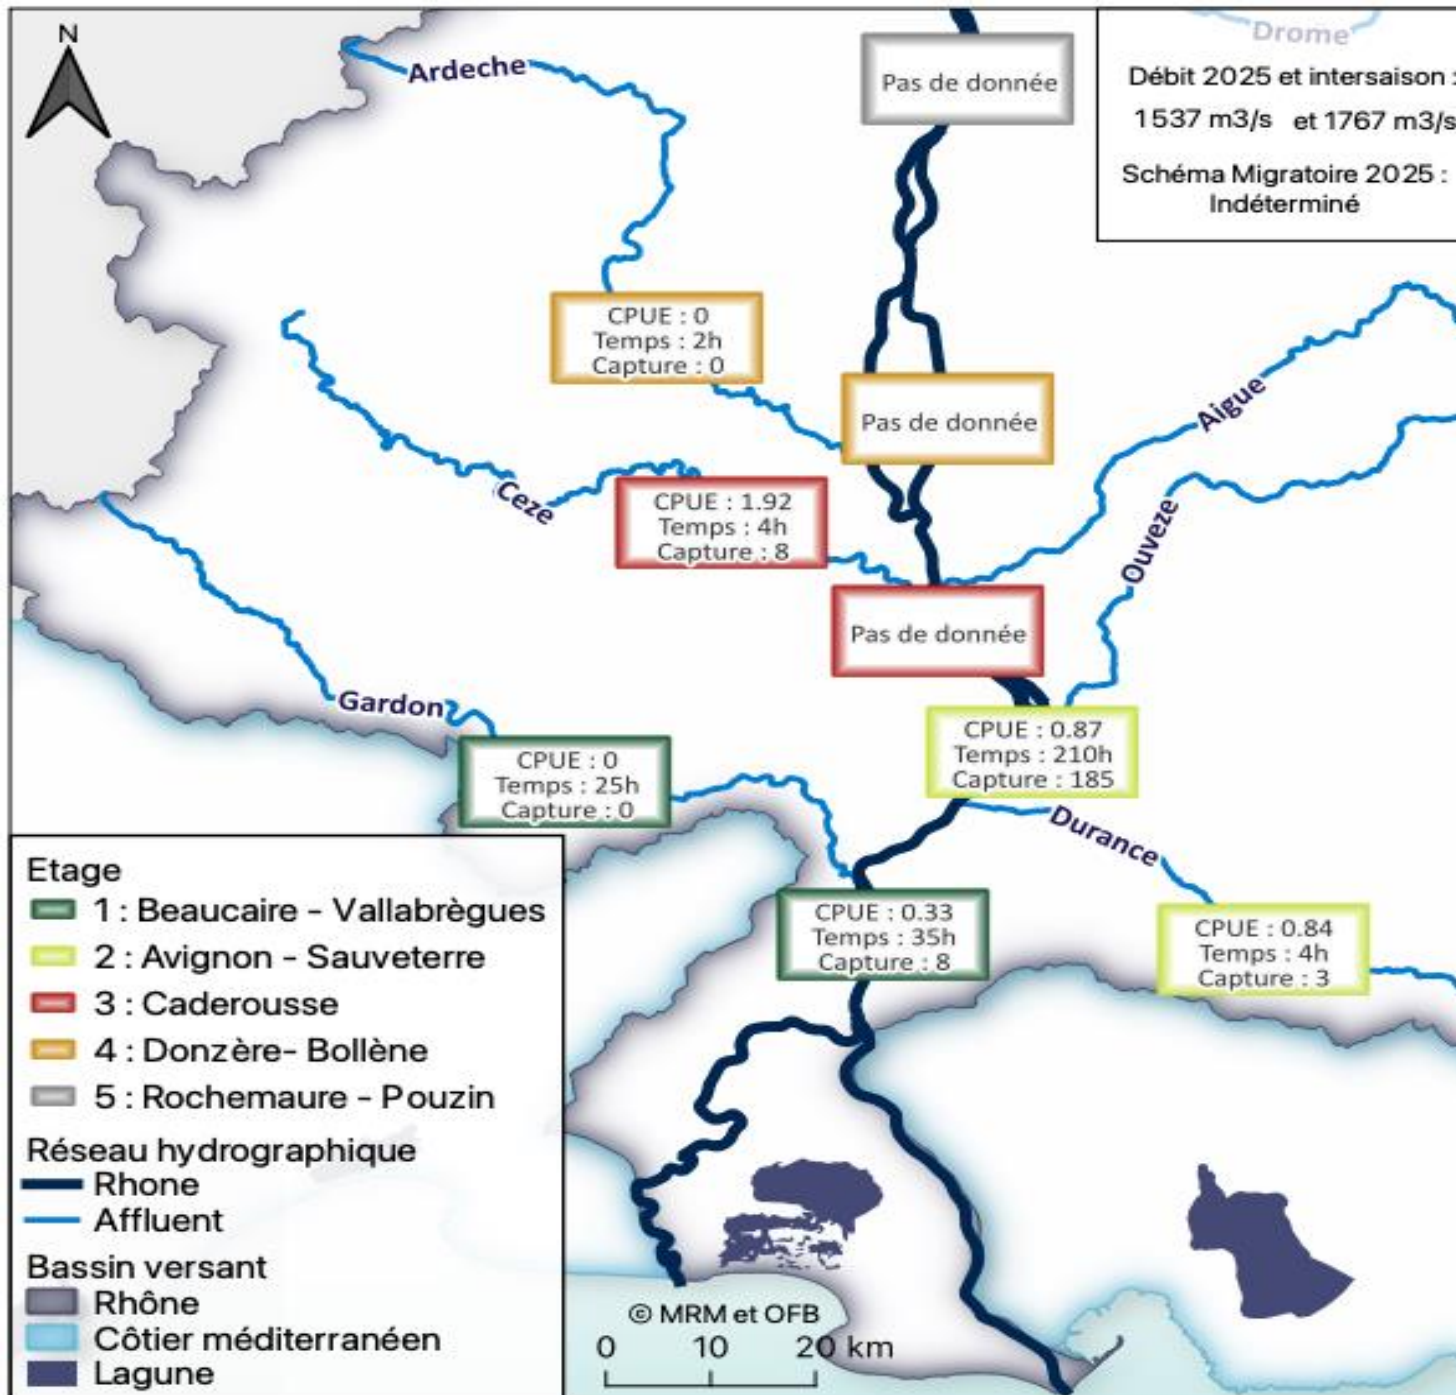 N
Ardeche
Pas de donnée
Drome
Débit 2025 et intersaison :
1537 m3/s et 1767 m3/s
Schéma Migratoire 2025 :
Indéterminé
CPUE : 0
Temps : 2h
Capture : 0
Pas de donnée
Aigue
Ceze
CPUE : 1.92
Temps : 4h
Capture : 8
Ouveze
Pas de donnée
Gardon
CPUE : 0
Temps : 25h
Capture : 0
CPUE : 0.87
Temps : 210h
Capture : 185
Durance
CPUE : 0.33
Temps : 35h
Capture : 8
CPUE : 0.84
Temps : 4h
Capture : 3
Etage
1 : Beaucaire - Vallabrègues
2 : Avignon - Sauveterre
3 : Caderousse
4 : Donzère- Bollène
5 : Rochemaure - Pouzin
Réseau hydrographique
Rhone
Affluent
Bassin versant
Rhône
Côtier méditerranéen
Lagune
© MRM et OFB
0 10 20 km